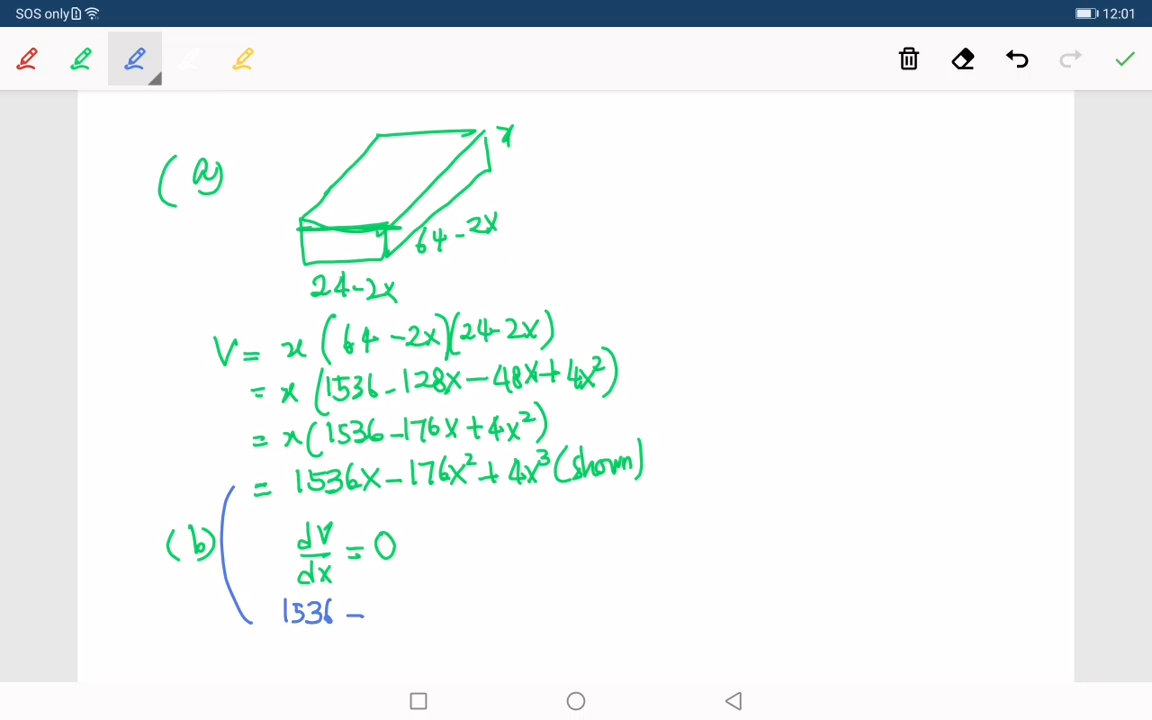 SOS only 12:01
(a)
x
64-2x
24-2x
V= x(64-2x)(24-2x)
= x(1536-128x-48x+4x²)
= x(1536-176x+4x²)
= 1536x-176x²+4x³ (shown)
(b) dV/dx = 0
1536 -